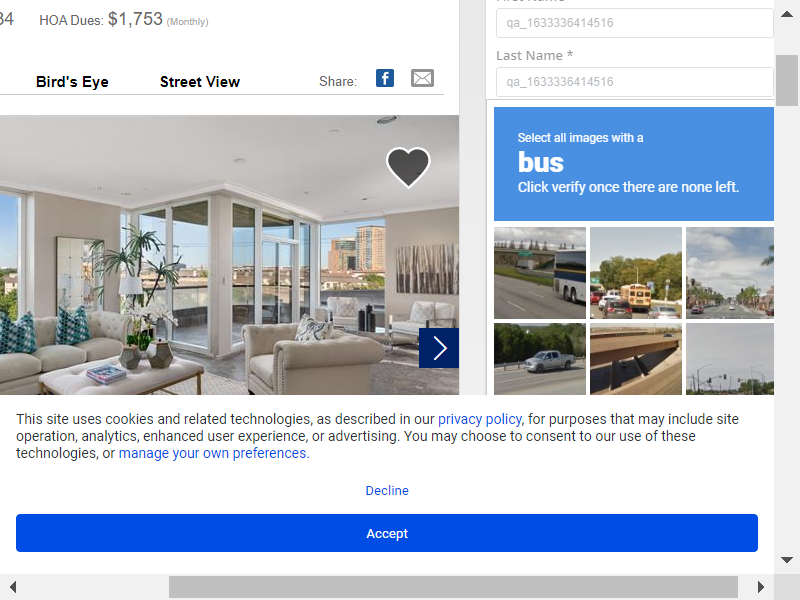 34 HOA Dues: $1,753 (Monthly)
Bird's Eye Street View Share:
qa_1633336414516
Last Name *
qa_1633336414516
Select all images with a
bus
Click verify once there are none left.
This site uses cookies and related technologies, as described in our privacy policy, for purposes that may include site
operation, analytics, enhanced user experience, or advertising. You may choose to consent to our use of these
technologies, or manage your own preferences.
Decline
Accept